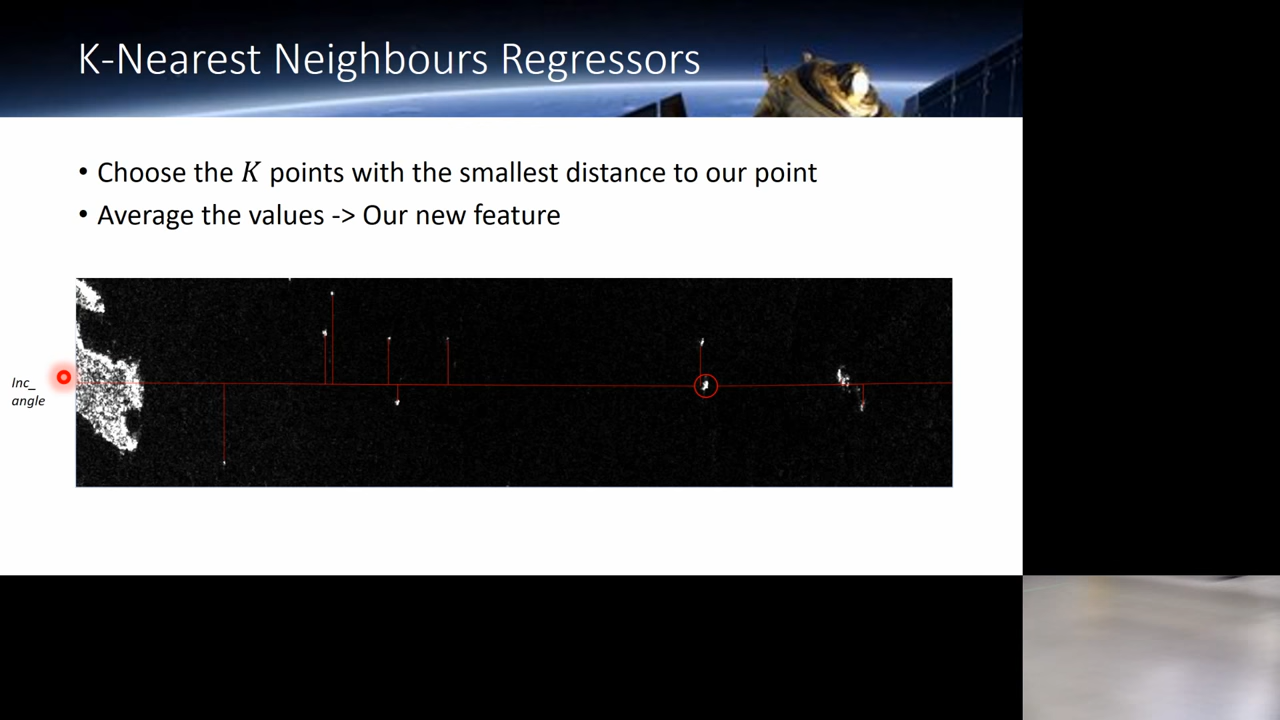 K-Nearest Neighbours Regressors
• Choose the K points with the smallest distance to our point
• Average the values -> Our new feature
Inc_
angle